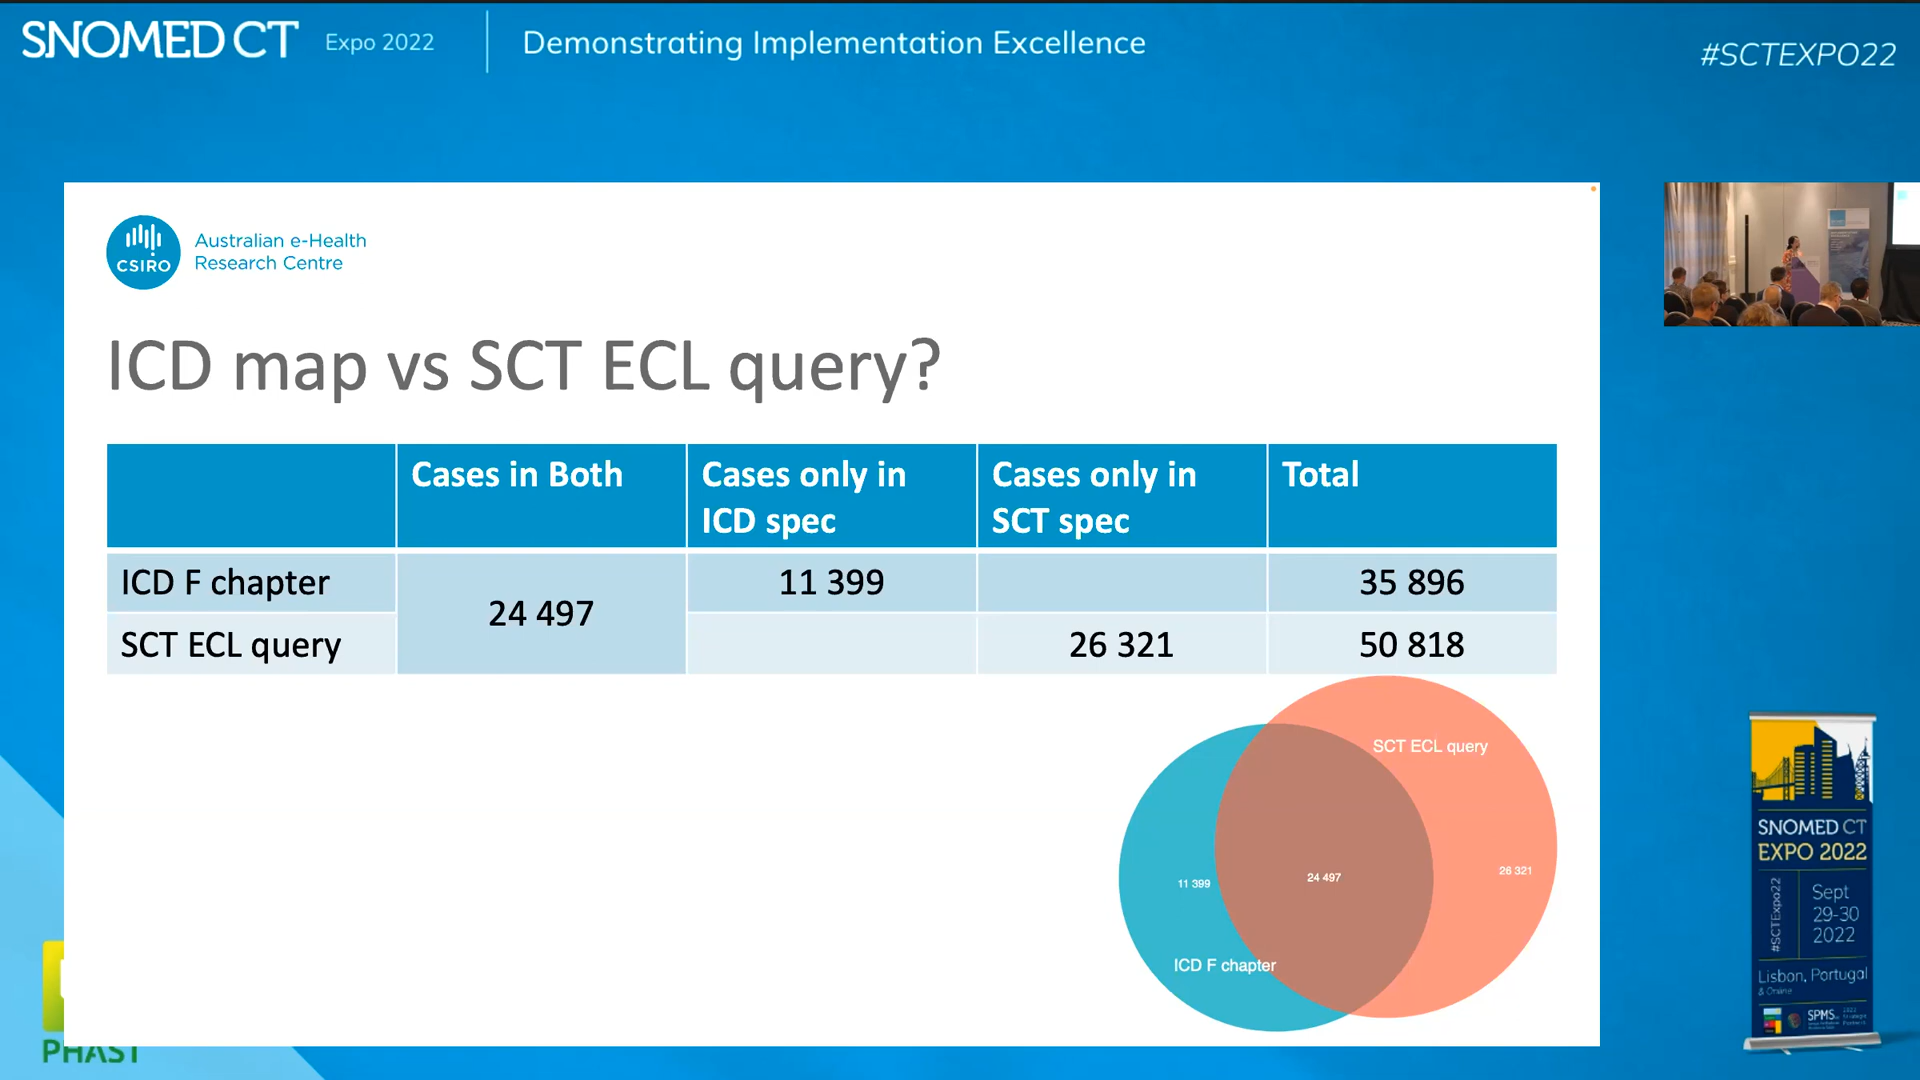 SNOMED CT Expo 2022 Demonstrating Implementation Excellence #SCTEXPO22
CSIRO
Australian e-Health
Research Centre
ICD map vs SCT ECL query?
Cases in Both
Cases only in
ICD spec
Cases only in
SCT spec
Total
ICD F chapter
24 497
11 399
35 896
SCT ECL query
26 321
50 818
SCT ECL query
11 399
24 497
26 321
ICD F chapter
PHAST
SNOMED CT
EXPO 2022
#SCTExpo22
Sept
29-30
2022
Lisbon, Portugal
& Online
SPMS